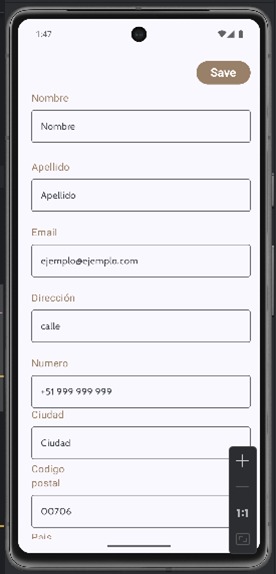 1:47
Save
Nombre
Nombre
Apellido
Apellido
Email
ejemplo@ejemplo.com
Dirección
calle
Numero
+51 999 999 999
Ciudad
Ciudad
Codigo
postal
00706
Pais
1:1